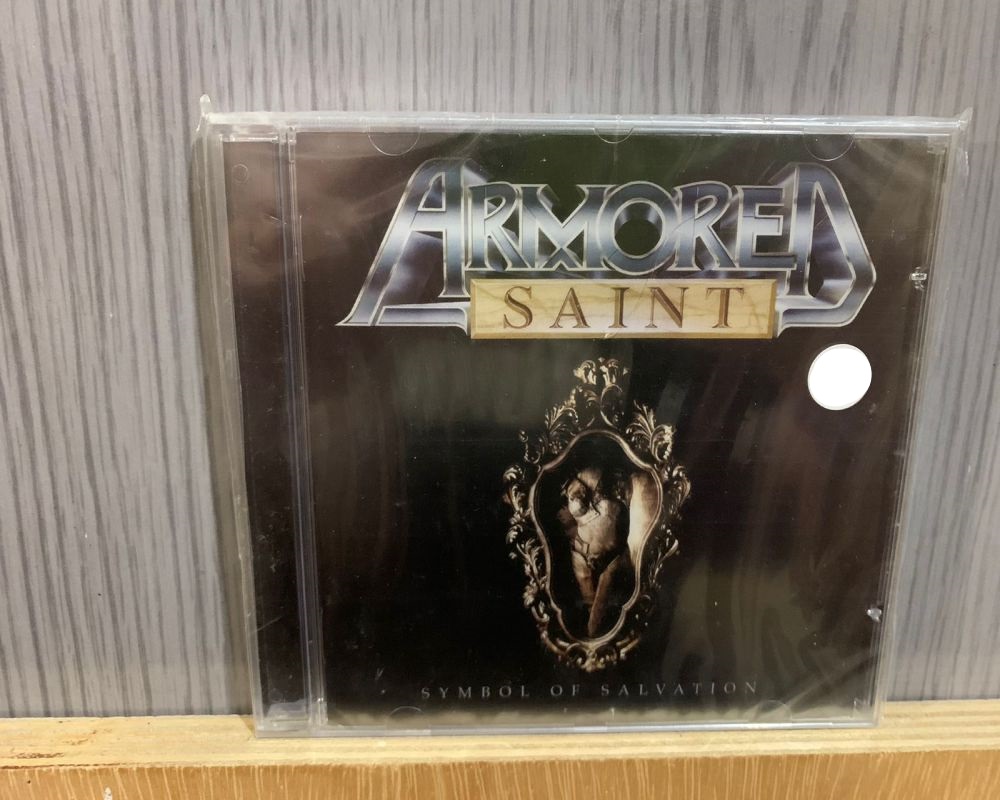 ARMORED
SAINT
SYMBOL OF SALVATION